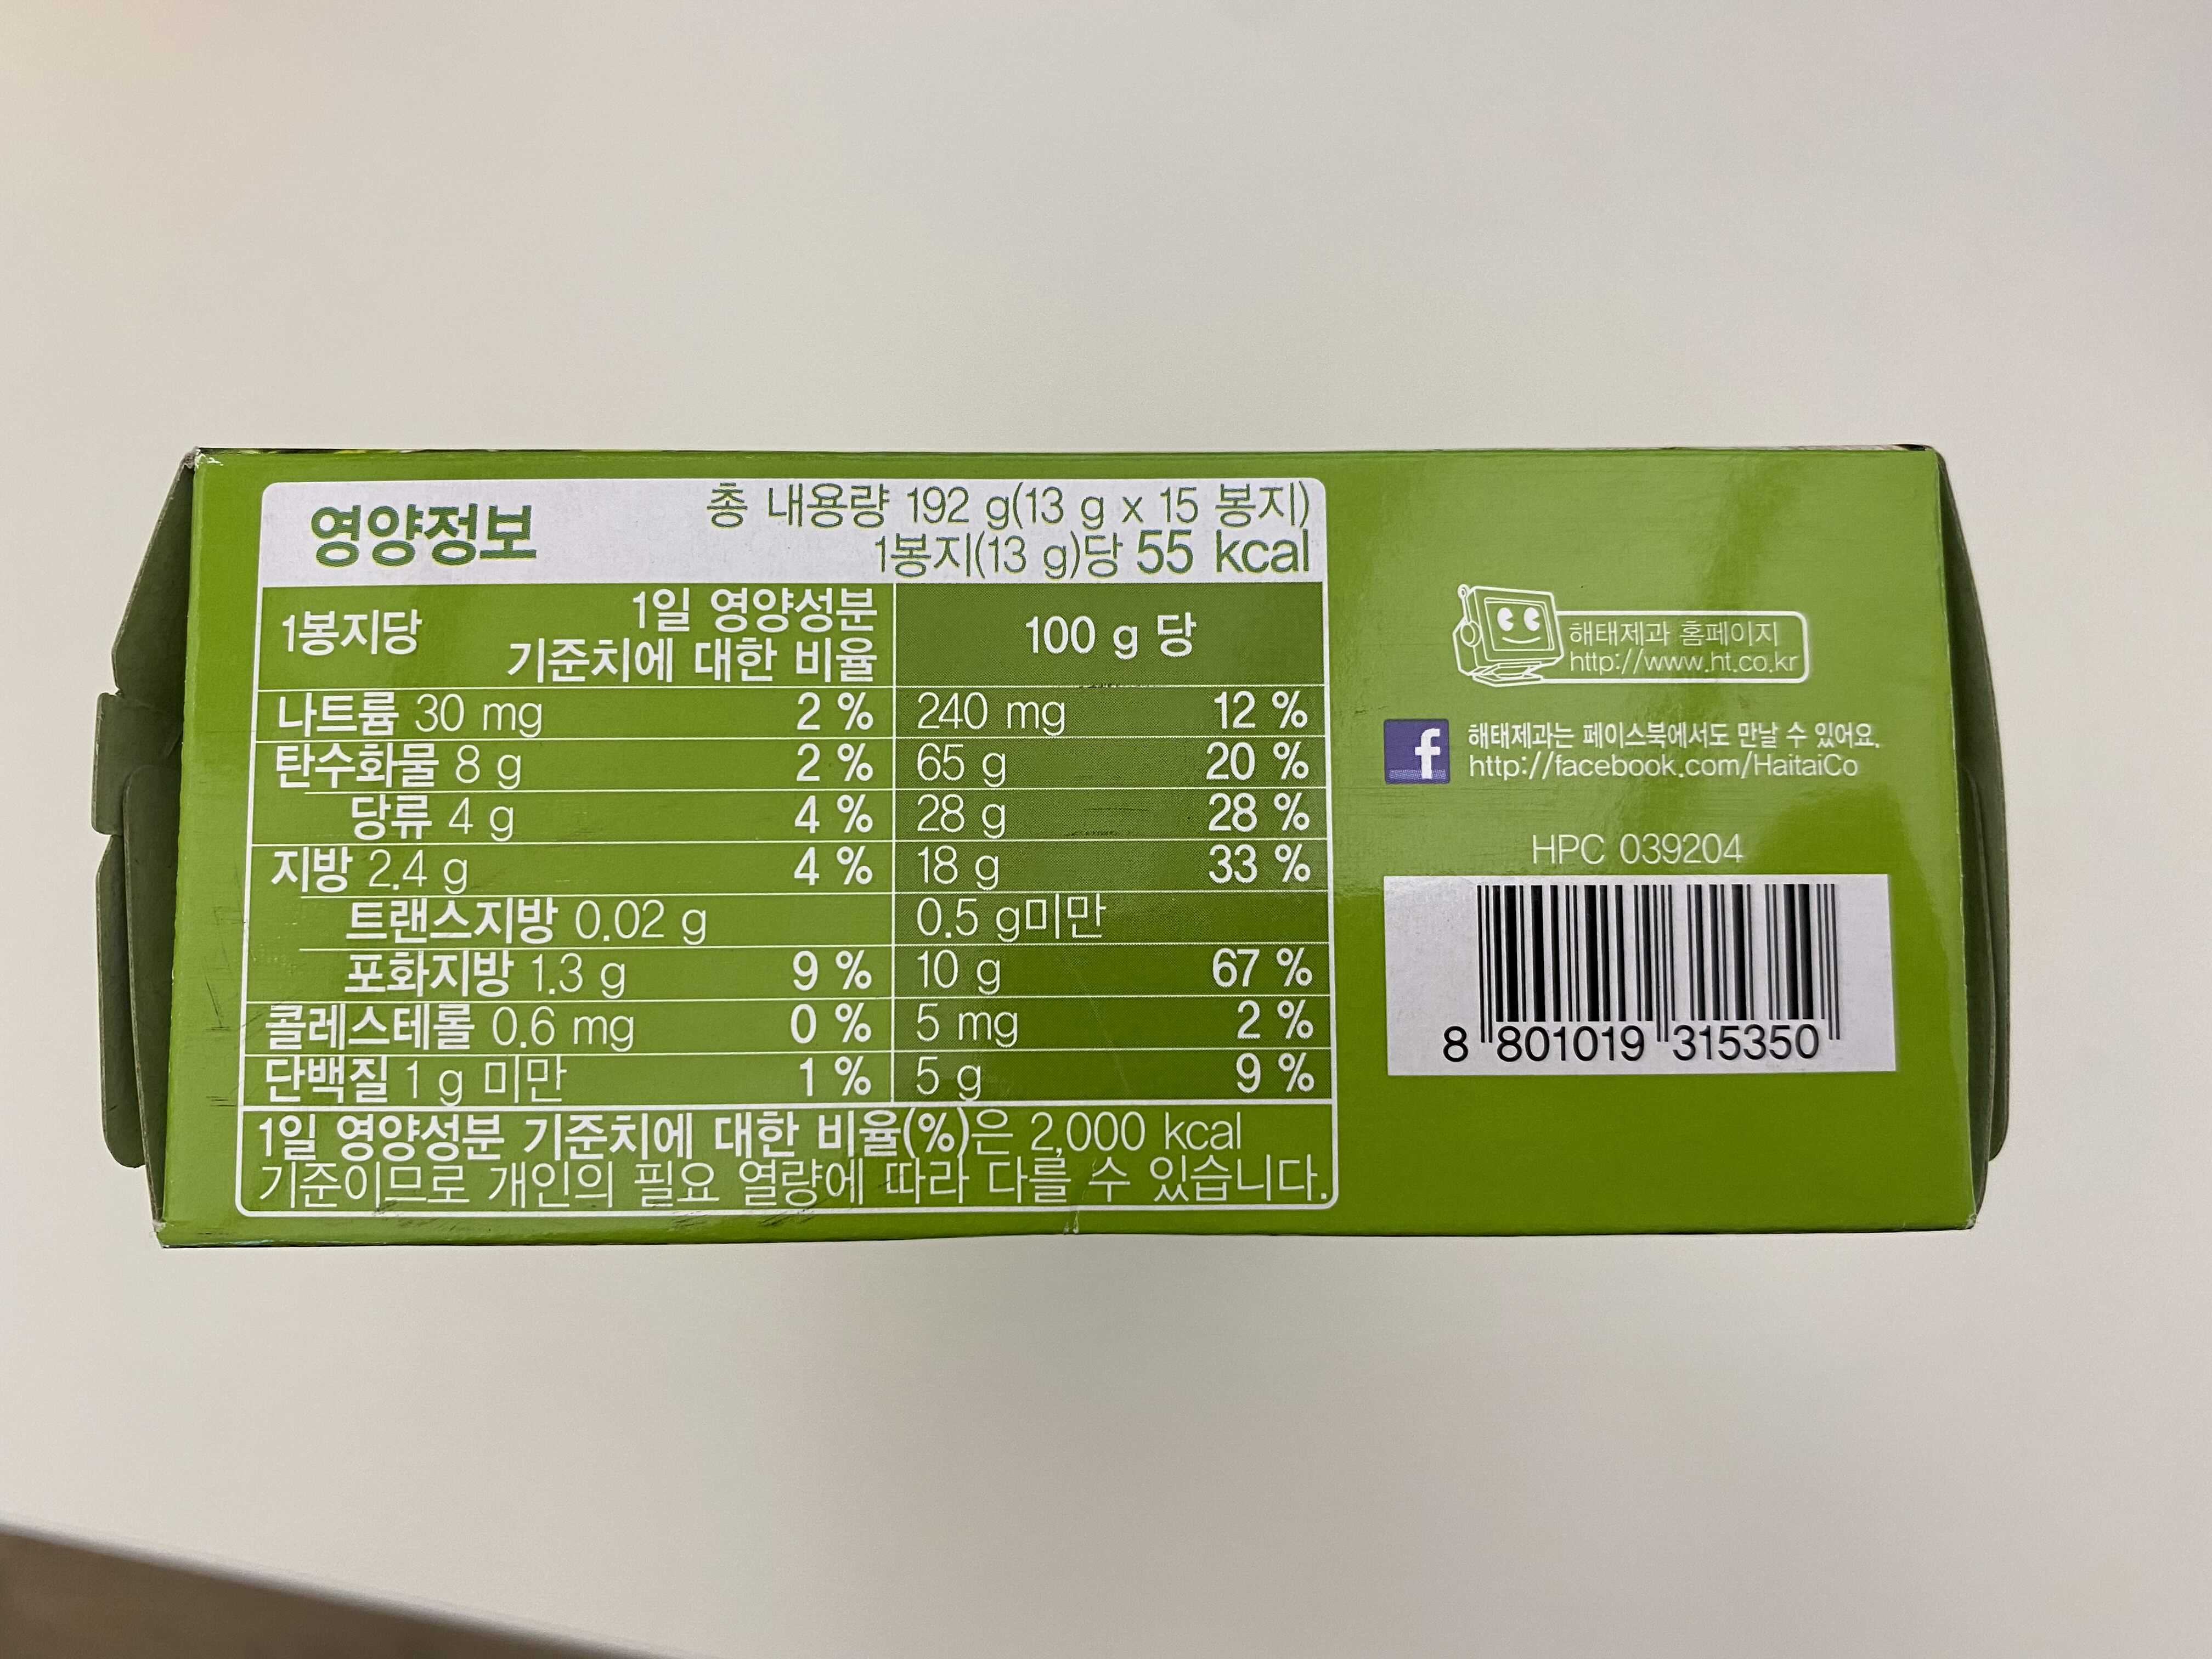 영양정보
총 내용량 192 g(13 g x 15 봉지)
1봉지(13 g)당 55 kcal
1봉지당 1일 영양성분 기준치에 대한 비율 100 g 당
나트륨 30 mg 2 % 240 mg 12 %
탄수화물 8 g 2 % 65 g 20 %
당류 4 g 4 % 28 g 28 %
지방 2.4 g 4 % 18 g 33 %
트랜스지방 0.02 g 0.5 g미만
포화지방 1.3 g 9 % 10 g 67 %
콜레스테롤 0.6 mg 0 % 5 mg 2 %
단백질 1 g 미만 1 % 5 g 9 %
1일 영양성분 기준치에 대한 비율(%)은 2,000 kcal
기준이므로 개인의 필요 열량에 따라 다를 수 있습니다.
해태제과 홈페이지
http://www.ht.co.kr
f
해태제과는 페이스북에서도 만날 수 있어요.
http://facebook.com/HaitaiCo
HPC 039204
8 801019 315350